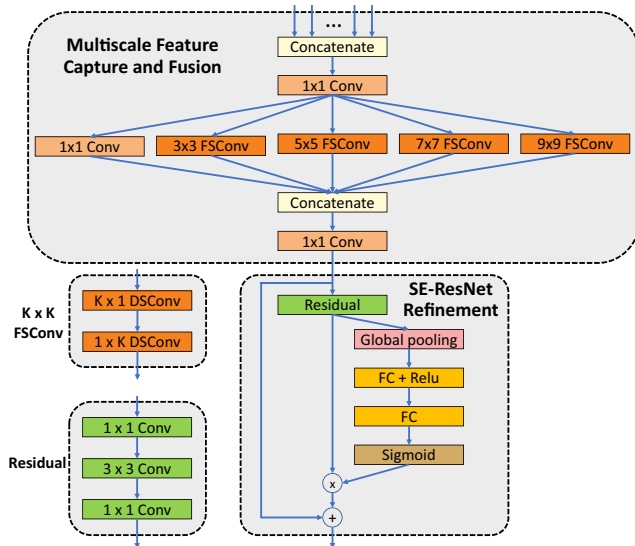 ...
Multiscale Feature
Capture and Fusion
Concatenate
1x1 Conv
1x1 Conv
3x3 FSConv
5x5 FSConv
7x7 FSConv
9x9 FSConv
Concatenate
1x1 Conv
K x K
FSConv
K x 1 DSConv
1 x K DSConv
SE-ResNet
Refinement
Residual
Global pooling
FC + Relu
FC
Sigmoid
x
+
Residual
1 x 1 Conv
3 x 3 Conv
1 x 1 Conv